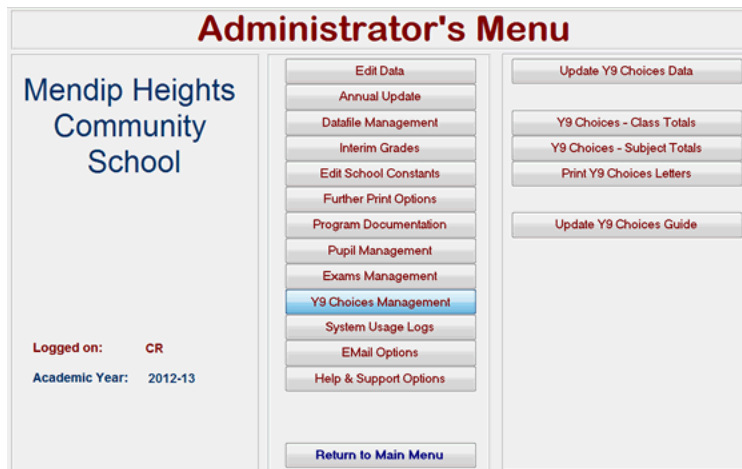 Administrator's Menu
Mendip Heights
Community
School
Logged on: CR
Academic Year: 2012-13
Edit Data
Annual Update
Datafile Management
Interim Grades
Edit School Constants
Further Print Options
Program Documentation
Pupil Management
Exams Management
Y9 Choices Management
System Usage Logs
EMail Options
Help & Support Options
Return to Main Menu
Update Y9 Choices Data
Y9 Choices - Class Totals
Y9 Choices - Subject Totals
Print Y9 Choices Letters
Update Y9 Choices Guide